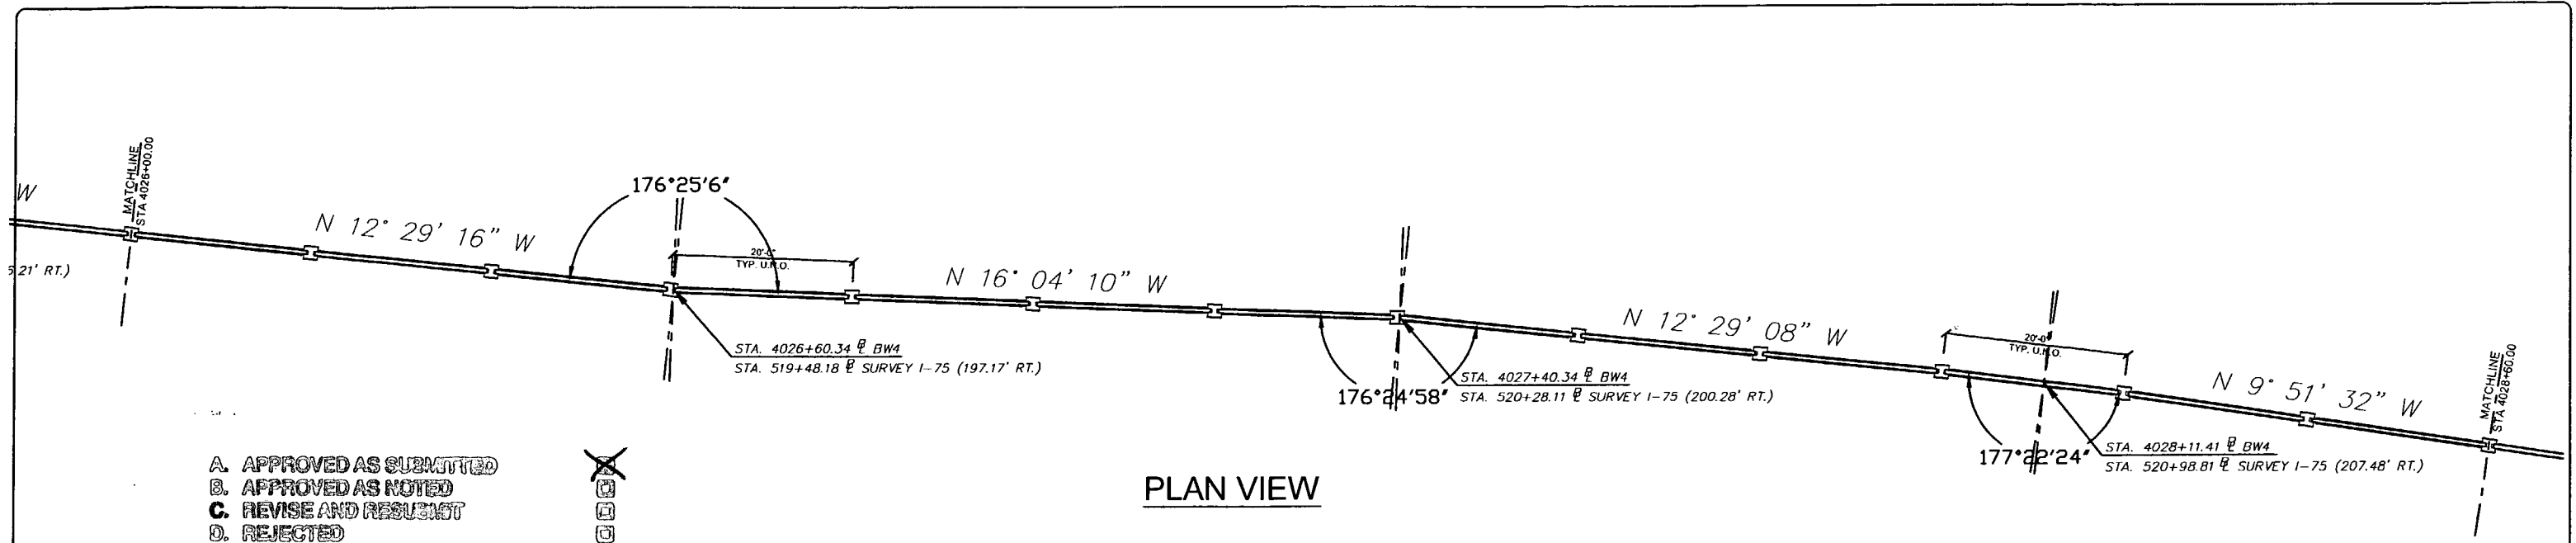 W
5.21' RT.)
MATCHLINE
STA 4026+00.00
N 12° 29' 16" W
176°25'6"
20'-0"
TYP. U.N.O.
N 16° 04' 10" W
STA. 4026+60.34 ℄ BW4
STA. 519+48.18 ℄ SURVEY I-75 (197.17' RT.)
176°24'58"
N 12° 29' 08" W
STA. 4027+40.34 ℄ BW4
STA. 520+28.11 ℄ SURVEY I-75 (200.28' RT.)
20'-0"
TYP. U.N.O.
177°22'24"
N 9° 51' 32" W
STA. 4028+11.41 ℄ BW4
STA. 520+98.81 ℄ SURVEY I-75 (207.48' RT.)
MATCHLINE
STA 4028+60.00
A. APPROVED AS SUBMITTED
B. APPROVED AS NOTED
C. REVISE AND RESUBMIT
D. REJECTED
PLAN VIEW